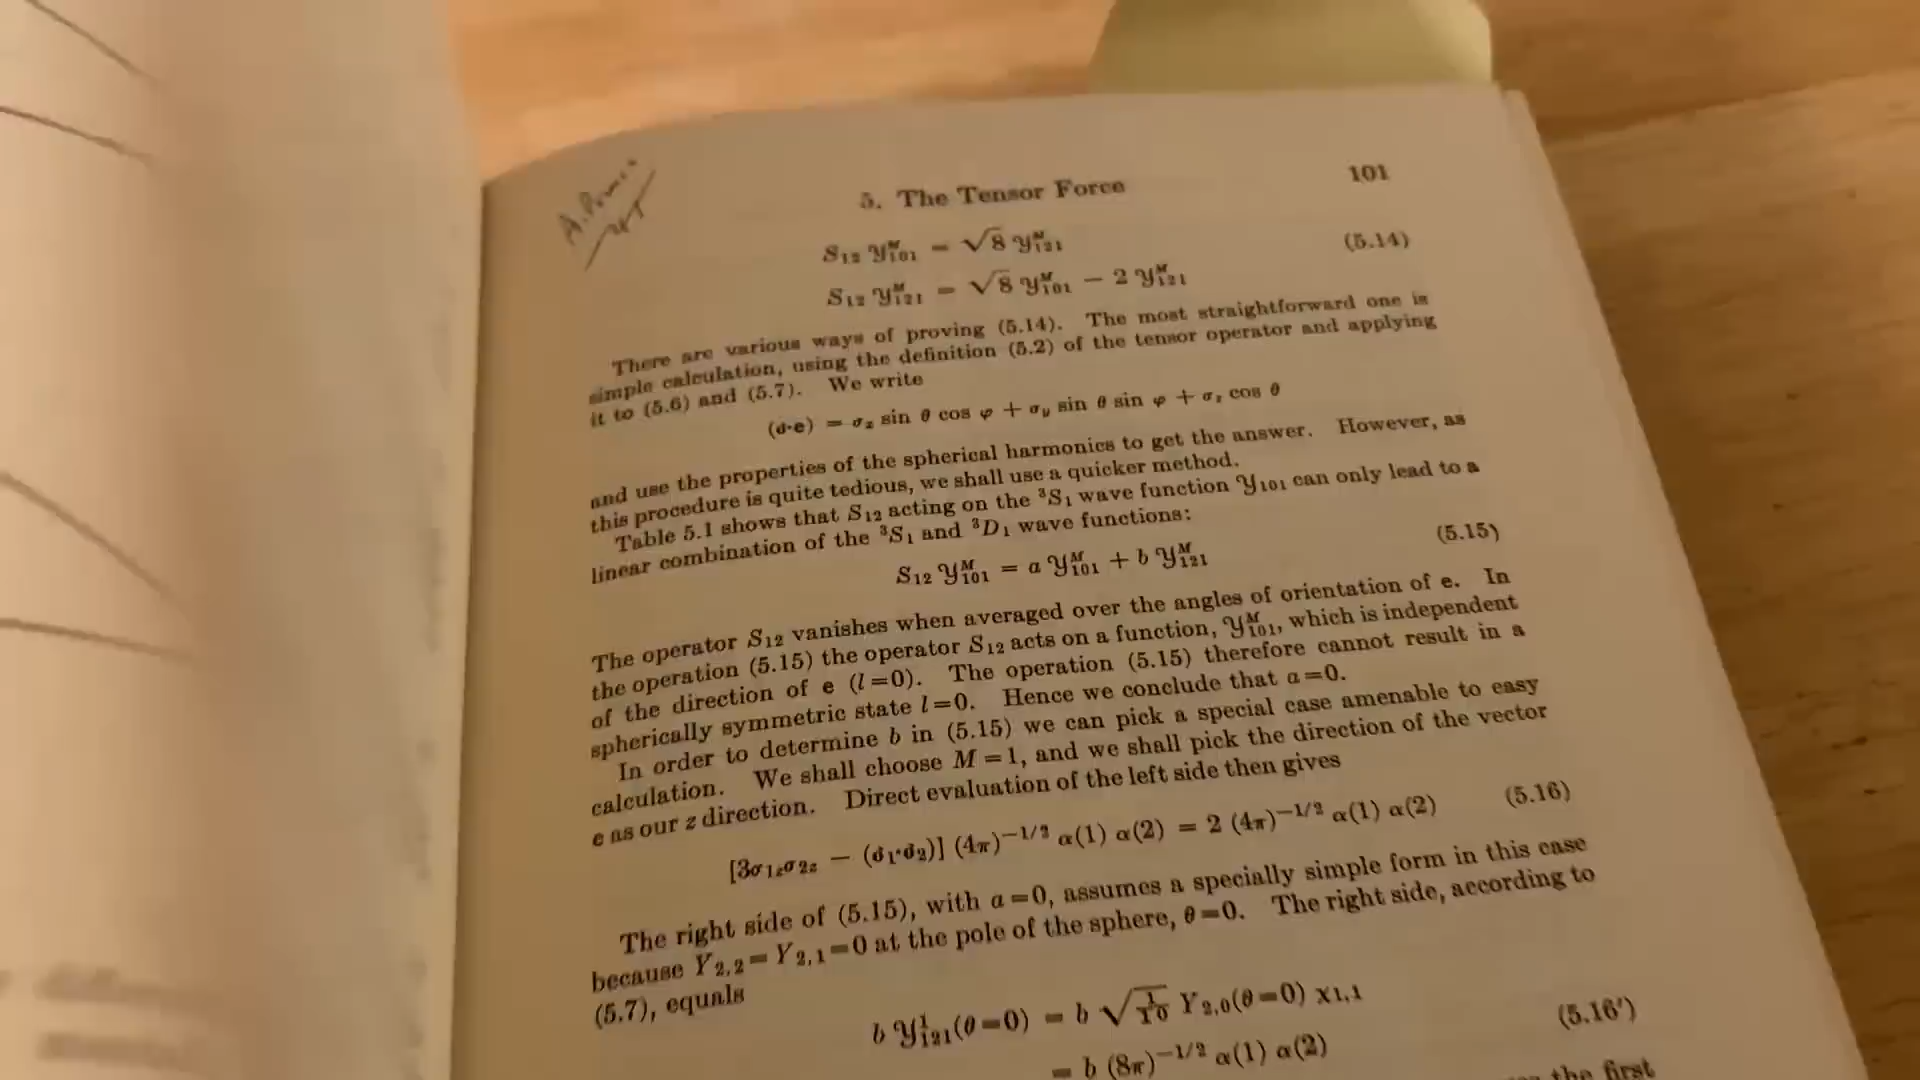 5. The Tensor Force
101
S₁₂ 𝒴ᴹ₁₀₁ = √8 𝒴ᴹ₁₂₁ (5.14)
S₁₂ 𝒴ᴹ₁₂₁ = √8 𝒴ᴹ₁₀₁ − 2 𝒴ᴹ₁₂₁
There are various ways of proving (5.14). The most straightforward one is
simple calculation, using the definition (5.2) of the tensor operator and applying
it to (5.6) and (5.7). We write
(σ·e) = σₓ sin θ cos φ + σ_y sin θ sin φ + σ_z cos θ
and use the properties of the spherical harmonics to get the answer. However, as
this procedure is quite tedious, we shall use a quicker method.
Table 5.1 shows that S₁₂ acting on the ³S₁ wave function 𝒴₁₀₁ can only lead to a
linear combination of the ³S₁ and ³D₁ wave functions:
S₁₂ 𝒴ᴹ₁₀₁ = a 𝒴ᴹ₁₀₁ + b 𝒴ᴹ₁₂₁ (5.15)
The operator S₁₂ vanishes when averaged over the angles of orientation of e. In
the operation (5.15) the operator S₁₂ acts on a function, 𝒴ᴹ₁₀₁, which is independent
of the direction of e (l=0). The operation (5.15) therefore cannot result in a
spherically symmetric state l=0. Hence we conclude that a=0.
In order to determine b in (5.15) we can pick a special case amenable to easy
calculation. We shall choose M=1, and we shall pick the direction of the vector
e as our z direction. Direct evaluation of the left side then gives
[3σ₁zσ₂z − (σ₁·σ₂)] (4π)^−1/2 α(1) α(2) = 2 (4π)^−1/2 α(1) α(2) (5.16)
The right side of (5.15), with a=0, assumes a specially simple form in this case
because Y₂,₂=Y₂,₁=0 at the pole of the sphere, θ=0. The right side, according to
(5.7), equals
b 𝒴¹₁₂₁(θ=0) = b √(1/10) Y₂,₀(θ=0) χ₁,₁
= b (8π)^−1/2 α(1) α(2) (5.16′)
the first